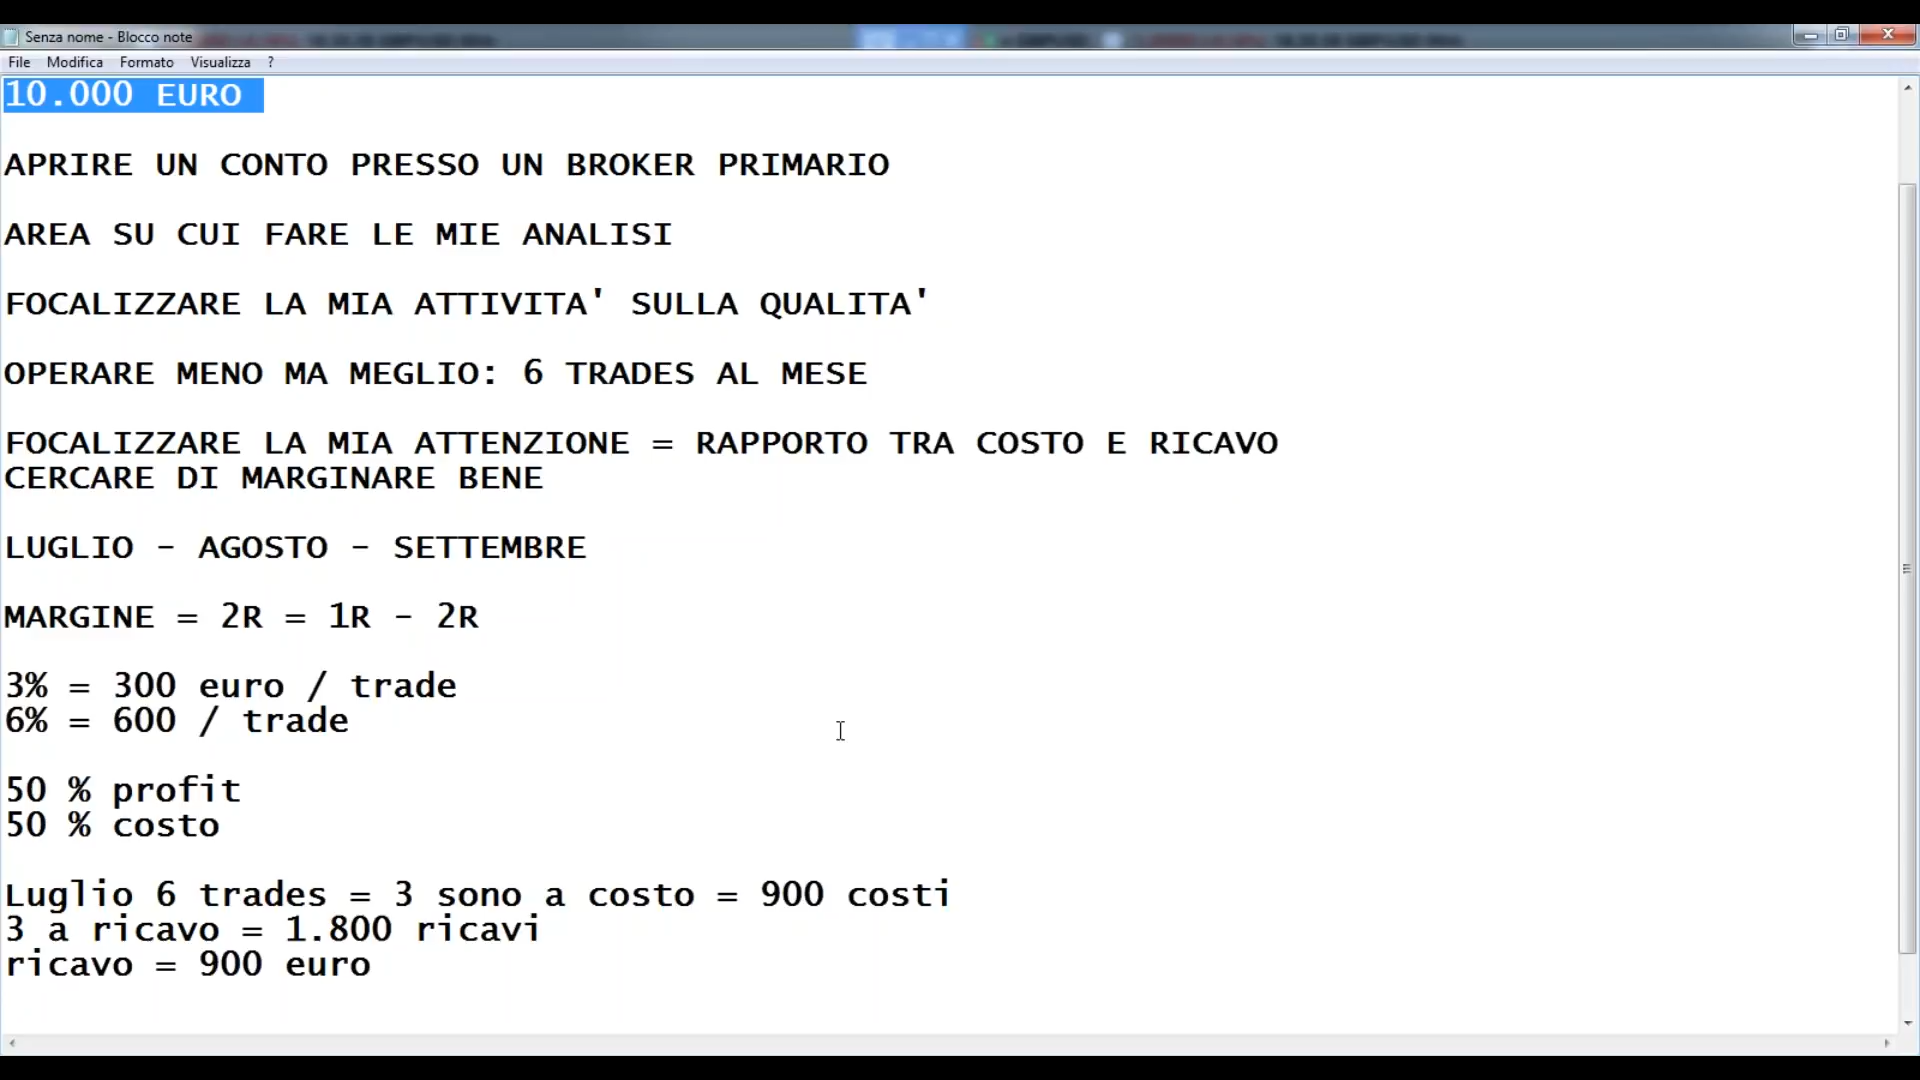 Senza nome - Blocco note
File Modifica Formato Visualizza ?
10.000 EURO
APRIRE UN CONTO PRESSO UN BROKER PRIMARIO
AREA SU CUI FARE LE MIE ANALISI
FOCALIZZARE LA MIA ATTIVITA' SULLA QUALITA'
OPERARE MENO MA MEGLIO: 6 TRADES AL MESE
FOCALIZZARE LA MIA ATTENZIONE = RAPPORTO TRA COSTO E RICAVO
CERCARE DI MARGINARE BENE
LUGLIO - AGOSTO - SETTEMBRE
MARGINE = 2R = 1R - 2R
3% = 300 euro / trade
6% = 600 / trade
50 % profit
50 % costo
Luglio 6 trades = 3 sono a costo = 900 costi
3 a ricavo = 1.800 ricavi
ricavo = 900 euro